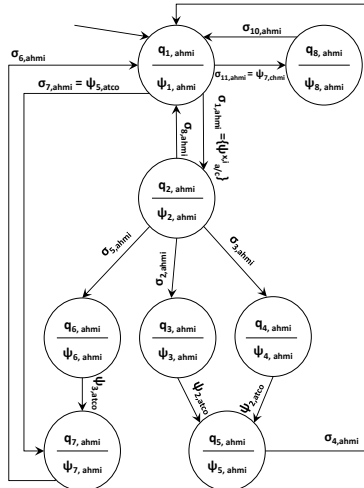 σ6,ahmi
q1, ahmi
ψ1, ahmi
σ10,ahmi
q8, ahmi
ψ8, ahmi
σ11,ahmi = ψ7,chmi
σ7,ahmi = ψ5,atco
σ1,ahmi ={ψx,i a/c}
σ8,ahmi
q2, ahmi
ψ2, ahmi
σ5,ahmi
σ2,ahmi
σ3,ahmi
q6, ahmi
ψ6, ahmi
q3, ahmi
ψ3, ahmi
q4, ahmi
ψ4, ahmi
ψ3,atco
ψ2,atco
ψ2,atco
q7, ahmi
ψ7, ahmi
q5, ahmi
ψ5, ahmi
σ4,ahmi